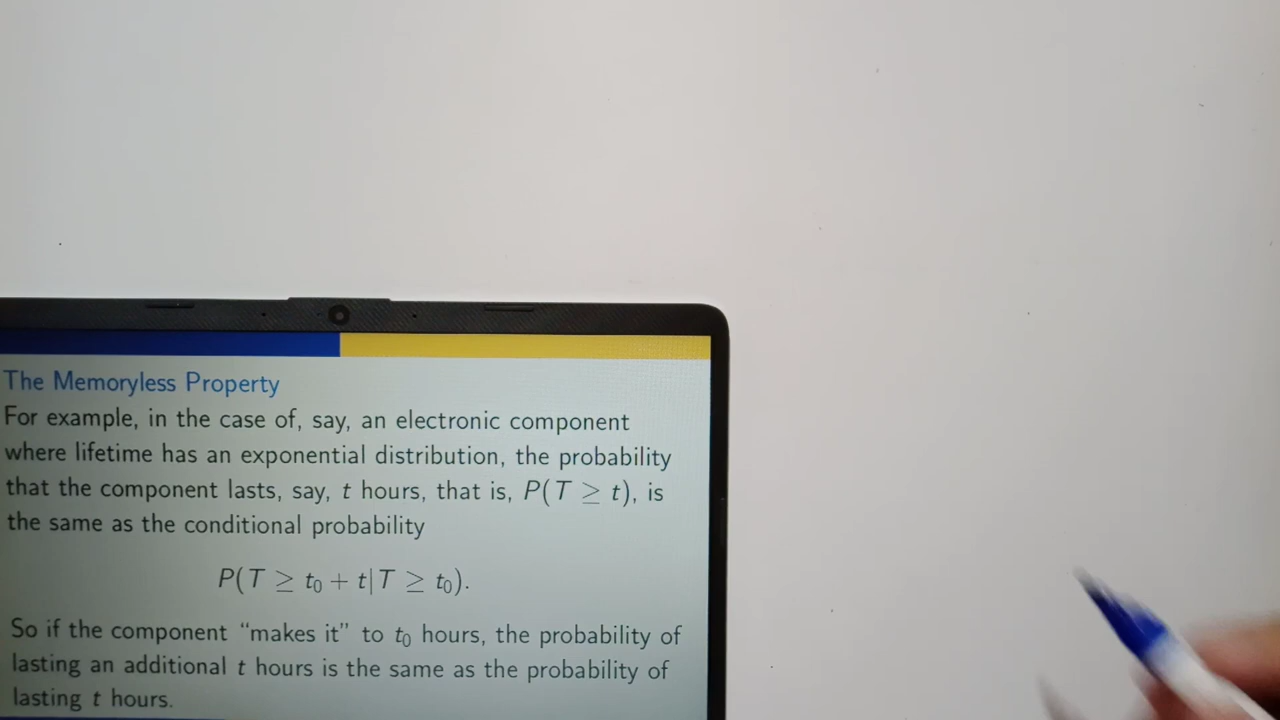 The Memoryless Property
For example, in the case of, say, an electronic component
where lifetime has an exponential distribution, the probability
that the component lasts, say, t hours, that is, P(T ≥ t), is
the same as the conditional probability
P(T ≥ t₀ + t|T ≥ t₀).
So if the component “makes it” to t₀ hours, the probability of
lasting an additional t hours is the same as the probability of
lasting t hours.